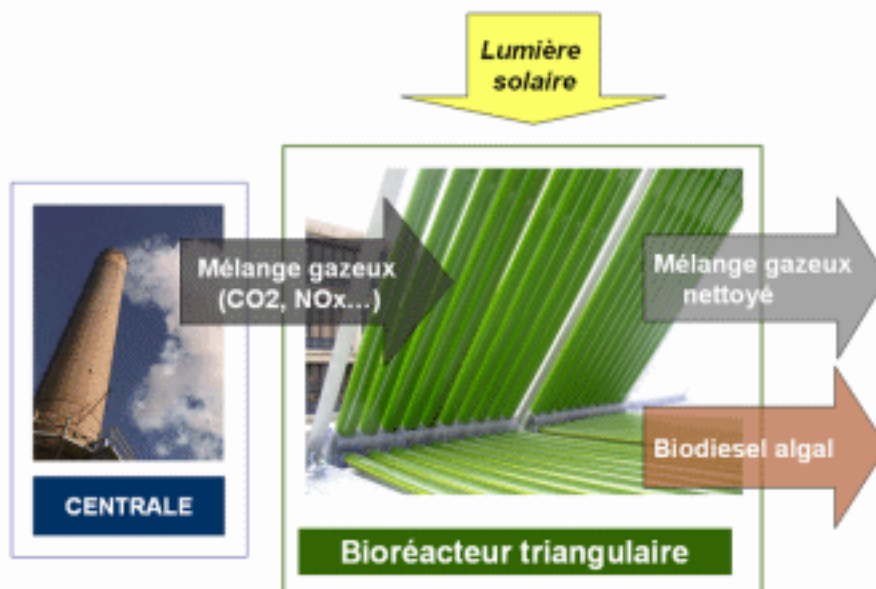 Lumière
solaire
Mélange gazeux
(CO2, NOx...)
Mélange gazeux
nettoyé
Biodiesel algal
CENTRALE
Bioréacteur triangulaire